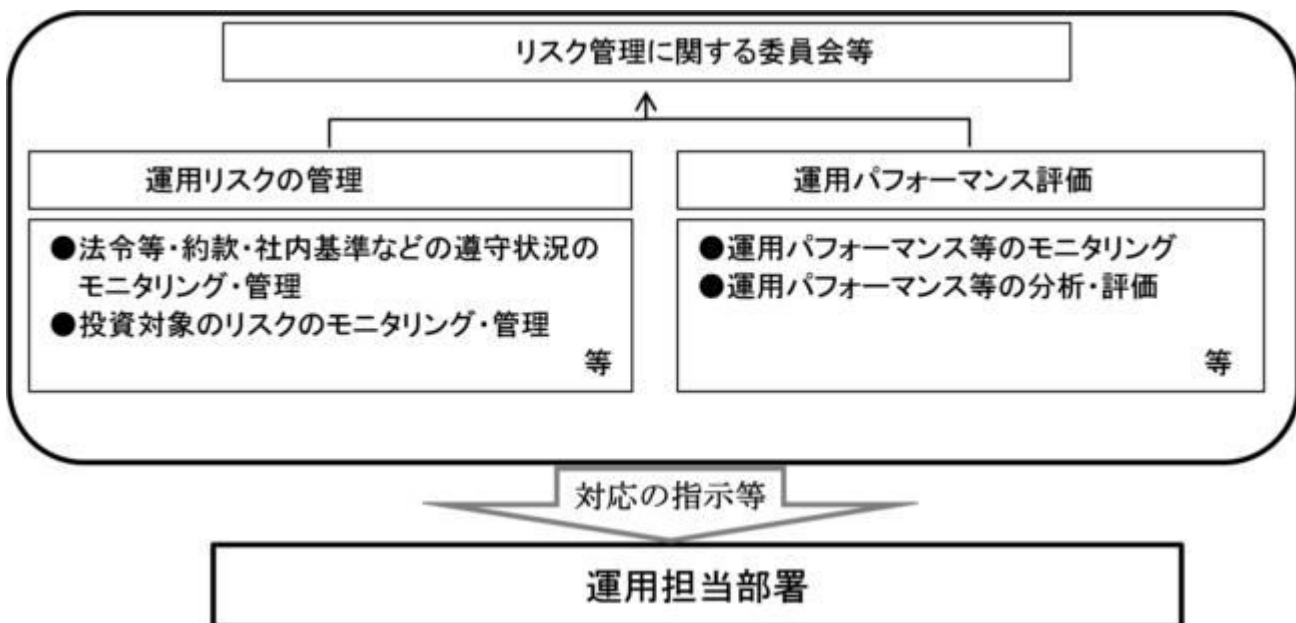 リスク管理に関する委員会等
運用リスクの管理
運用パフォーマンス評価
●法令等・約款・社内基準などの遵守状況の
モニタリング・管理
●投資対象のリスクのモニタリング・管理
等
●運用パフォーマンス等のモニタリング
●運用パフォーマンス等の分析・評価
等
対応の指示等
運用担当部署